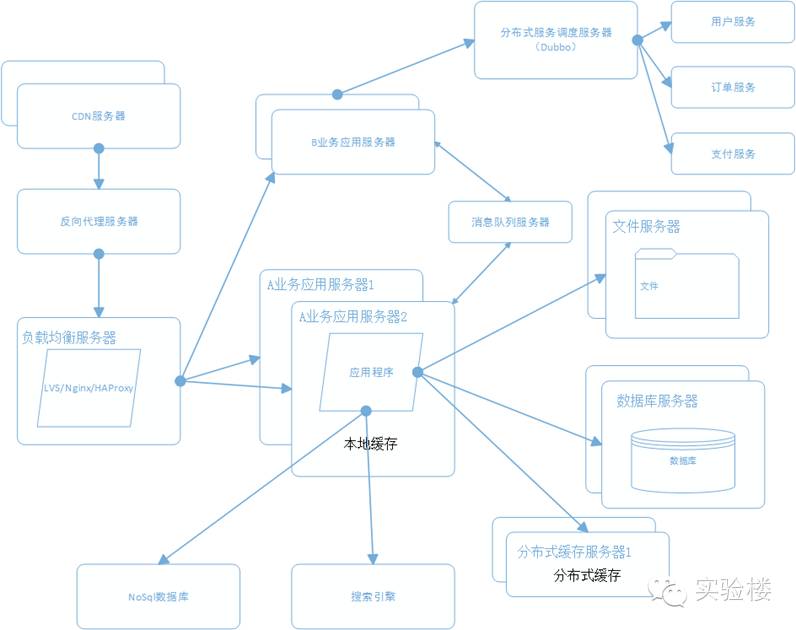 分布式服务调度服务器
（Dubbo）
用户服务
订单服务
支付服务
CDN服务器
B业务应用服务器
反向代理服务器
消息队列服务器
文件服务器
文件
A业务应用服务器1
A业务应用服务器2
应用程序
本地缓存
负载均衡服务器
LVS/Nginx/HAProxy
数据库服务器
数据库
分布式缓存服务器1
分布式缓存
NoSql数据库
搜索引擎
实验楼